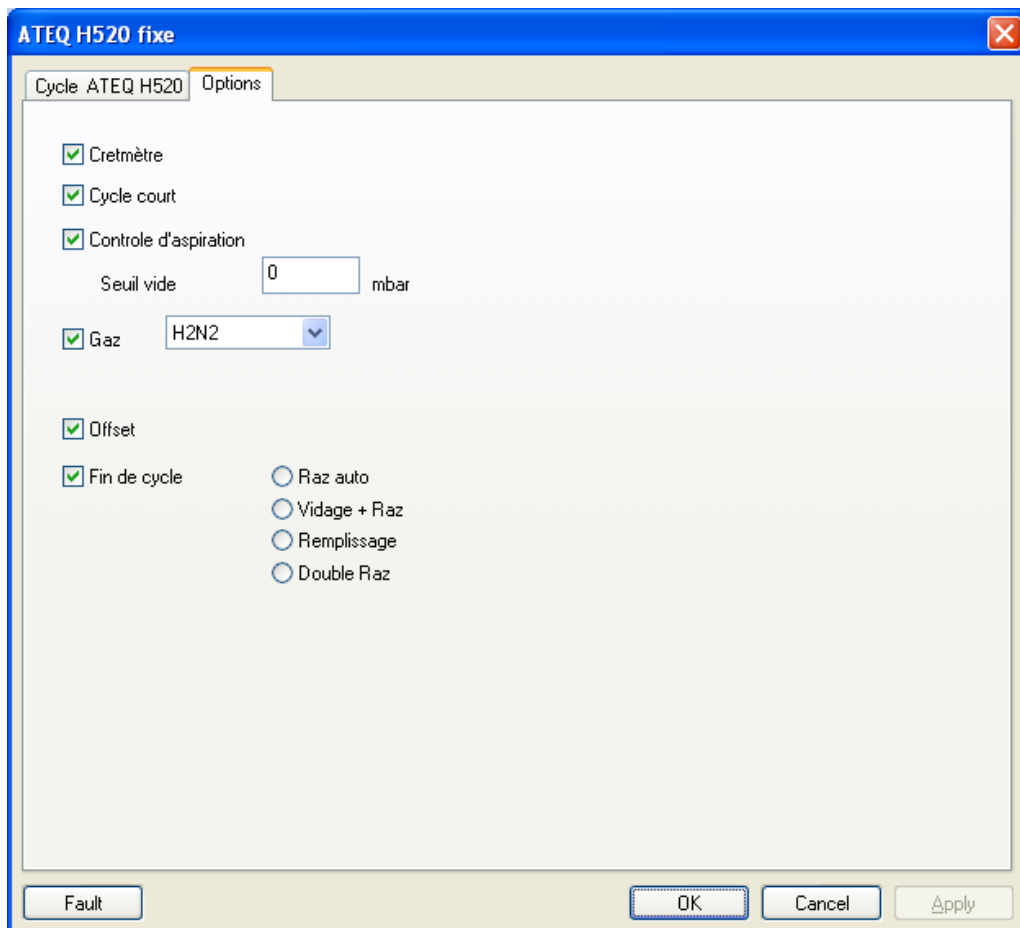 ATEQ H520 fixe
Cycle ATEQ H520 Options
Cretmètre
Cycle court
Controle d'aspiration
Seuil vide 0 mbar
Gaz H2N2
Offset
Fin de cycle Raz auto
Vidage + Raz
Remplissage
Double Raz
Fault OK Cancel Apply